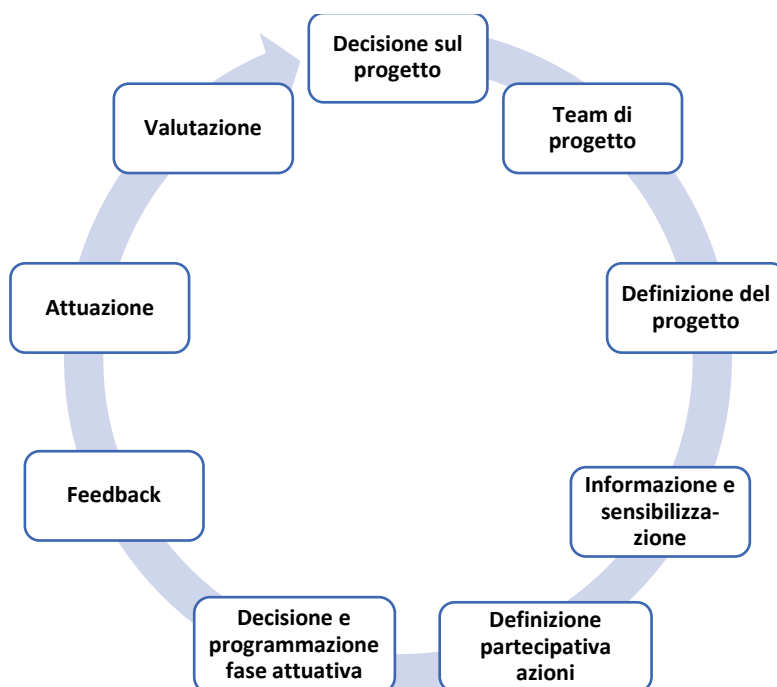 Decisione sul
progetto
Team di
progetto
Definizione del
progetto
Informazione e
sensibilizza-
zione
Definizione
partecipativa
azioni
Decisione e
programmazione
fase attuativa
Feedback
Attuazione
Valutazione